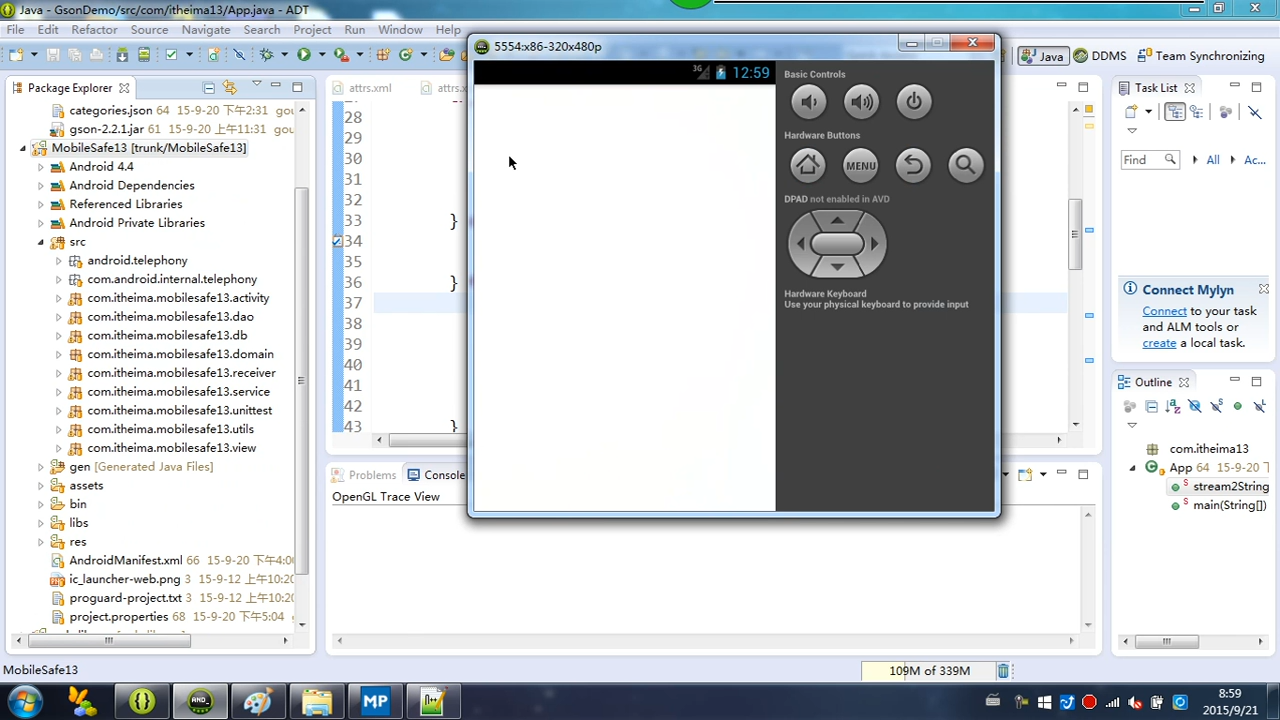 Java - GsonDemo/src/com/itheima13/App.java - ADT
File Edit Refactor Source Navigate Search Project Run Window Help
Java DDMS Team Synchronizing
5554:x86-320x480p
3G 12:59
Basic Controls
Hardware Buttons
MENU
DPAD not enabled in AVD
Hardware Keyboard
Use your physical keyboard to provide input
Package Explorer
categories.json 64 15-9-20 下午2:31
gson-2.2.1.jar 61 15-9-20 上午11:31 gou
MobileSafe13 [trunk/MobileSafe13]
Android 4.4
Android Dependencies
Referenced Libraries
Android Private Libraries
src
android.telephony
com.android.internal.telephony
com.itheima.mobilesafe13.activity
com.itheima.mobilesafe13.dao
com.itheima.mobilesafe13.db
com.itheima.mobilesafe13.domain
com.itheima.mobilesafe13.receiver
com.itheima.mobilesafe13.service
com.itheima.mobilesafe13.unittest
com.itheima.mobilesafe13.utils
com.itheima.mobilesafe13.view
gen [Generated Java Files]
assets
bin
libs
res
AndroidManifest.xml 66 15-9-20 下午4:0
ic_launcher-web.png 3 15-9-12 上午10:20
proguard-project.txt 3 15-9-12 上午10:2
project.properties 68 15-9-20 下午5:04
attrs.xml
attrs
28
29
30
31
32
33 }
34
35
36 }
37
38
39
40
41
42
43 }
Problems Console
OpenGL Trace View
Task List
Find All Ac...
Connect Mylyn
Connect to your task
and ALM tools or
create a local task.
Outline
com.itheima13
App 64 15-9-20 下
stream2String
main(String[])
MobileSafe13
109M of 339M
AND_
MP
N++
8:59
2015/9/21